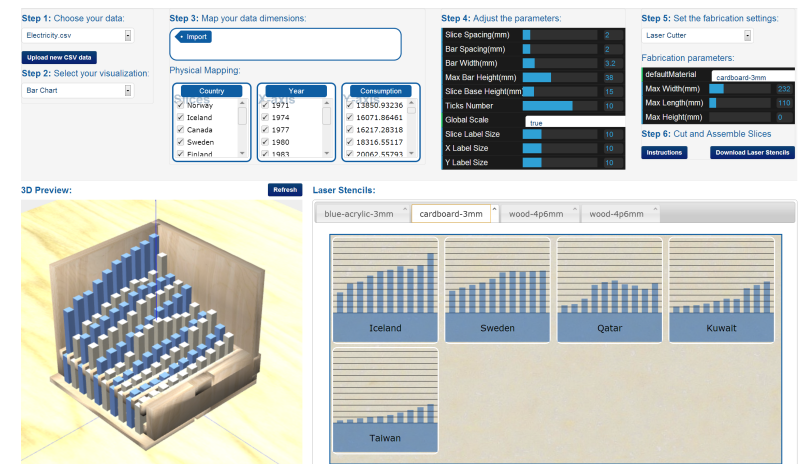 Step 1: Choose your data:
Electricity.csv
Upload new CSV data
Step 2: Select your visualization:
Bar Chart
Step 3: Map your data dimensions:
Import
Physical Mapping:
Slices
X-axis
Y-axis
Country
Norway
Iceland
Canada
Sweden
Finland
Year
1971
1974
1977
1980
1983
Consumption
13850.93236
16071.86461
16217.28318
18316.55117
20062.55793
Step 4: Adjust the parameters:
Slice Spacing(mm) 2
Bar Spacing(mm) 2
Bar Width(mm) 3.2
Max Bar Height(mm) 38
Slice Base Height(mm) 15
Ticks Number 10
Global Scale true
Slice Label Size 10
X Label Size 10
Y Label Size 10
Step 5: Set the fabrication settings:
Laser Cutter
Fabrication parameters:
defaultMaterial cardboard-3mm
Max Width(mm) 232
Max Length(mm) 110
Max Height(mm) 0
Step 6: Cut and Assemble Slices
Instructions Download Laser Stencils
3D Preview: Refresh
Laser Stencils:
blue-acrylic-3mm cardboard-3mm wood-4p6mm wood-4p6mm
Iceland Sweden Qatar Kuwait
Taiwan